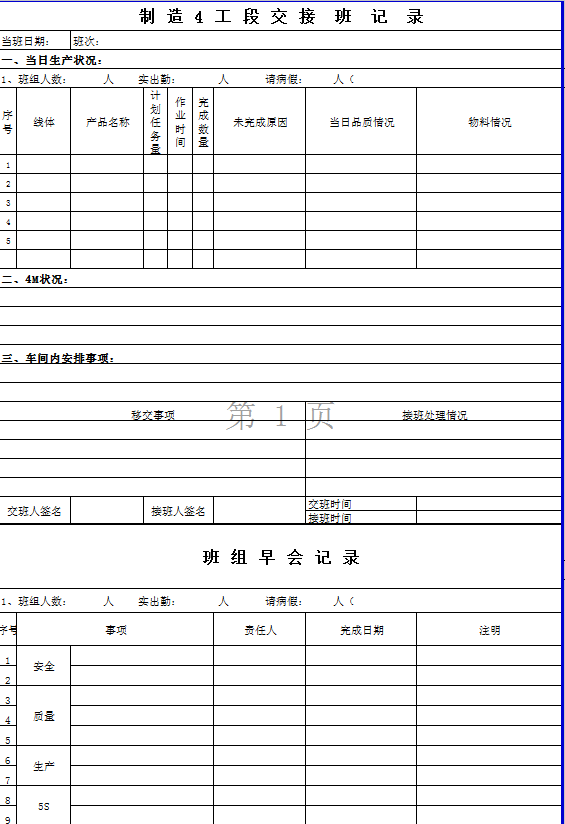 制 造 4 工 段 交 接 班 记 录
当班日期： 班次：
一、当日生产状况：
1、班组人数： 人 实出勤： 人 请病假： 人（
序号 线体 产品名称 计划任务量 作业时间 完成数量 未完成原因 当日品质情况 物料情况
1
2
3
4
5
二、4M状况：
三、车间内安排事项：
第 1 页
移交事项 接班处理情况
交班人签名 接班人签名 交班时间
接班时间
班 组 早 会 记 录
1、班组人数： 人 实出勤： 人 请病假： 人（
序号 事项 责任人 完成日期 注明
1 安全
2
3 质量
4
5
6 生产
7
8 5S
9